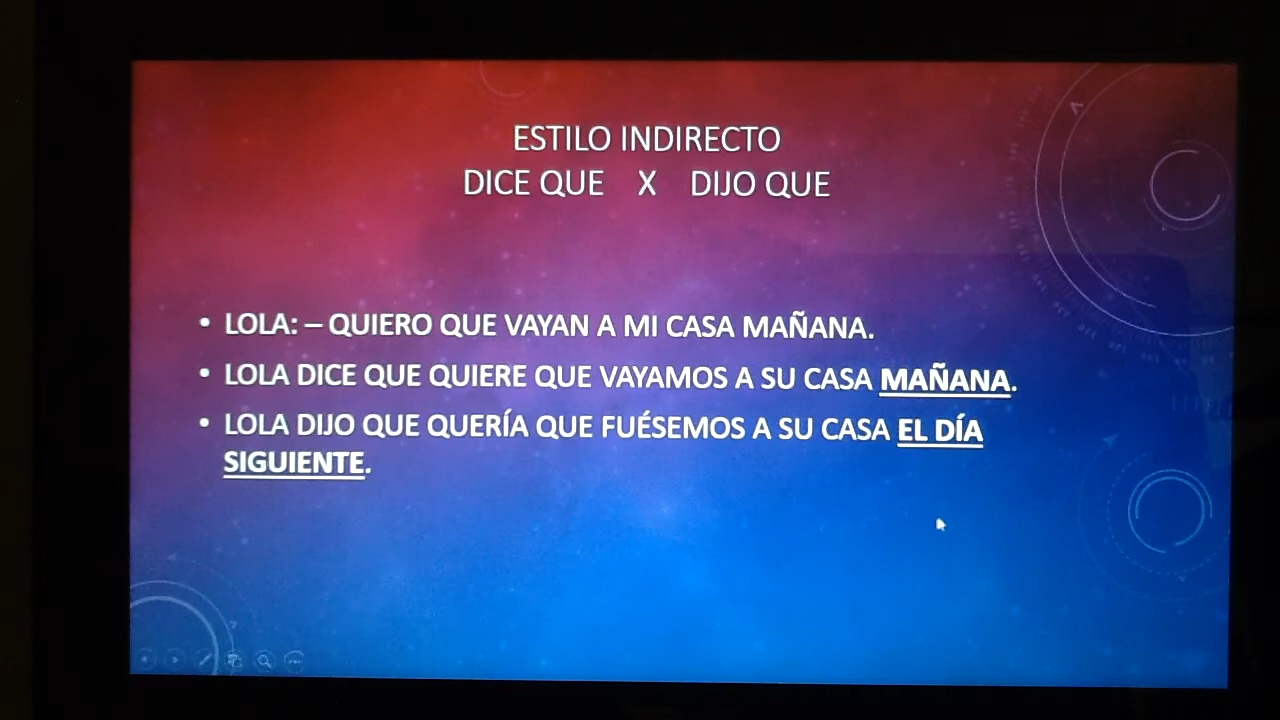 ESTILO INDIRECTO
DICE QUE X DIJO QUE
• LOLA: – QUIERO QUE VAYAN A MI CASA MAÑANA.
• LOLA DICE QUE QUIERE QUE VAYAMOS A SU CASA MAÑANA.
• LOLA DIJO QUE QUERÍA QUE FUÉSEMOS A SU CASA EL DÍA
SIGUIENTE.